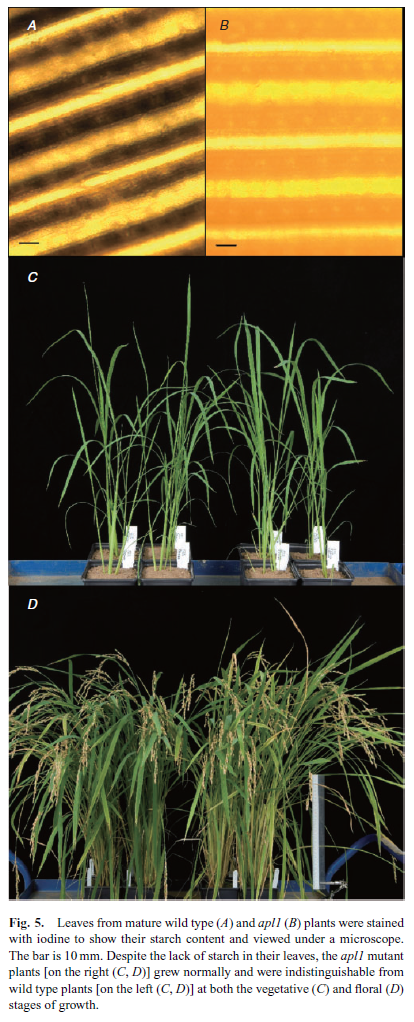 A
B
C
D
Fig. 5. Leaves from mature wild type (A) and apl1 (B) plants were stained
with iodine to show their starch content and viewed under a microscope.
The bar is 10 mm. Despite the lack of starch in their leaves, the apl1 mutant
plants [on the right (C, D)] grew normally and were indistinguishable from
wild type plants [on the left (C, D)] at both the vegetative (C) and floral (D)
stages of growth.